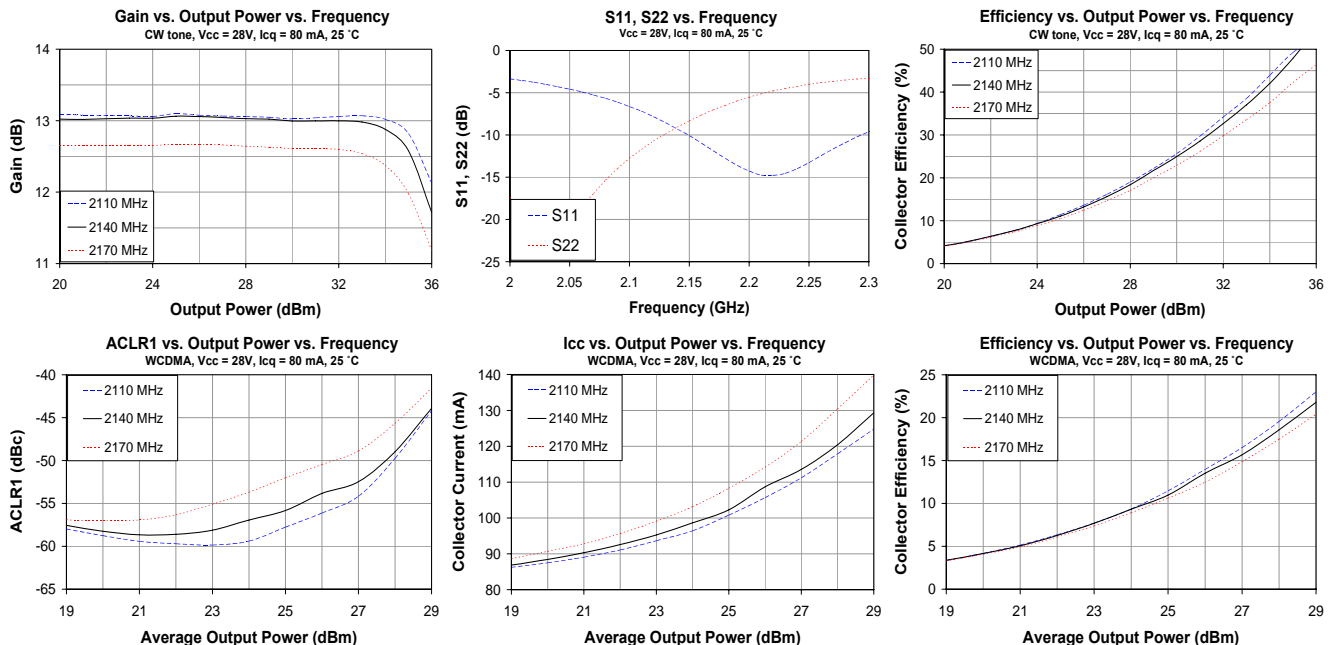 Gain vs. Output Power vs. Frequency
CW tone, Vcc = 28V, Icq = 80 mA, 25 ˚C
14
13
12
11
Gain (dB)
2110 MHz
2140 MHz
2170 MHz
20 24 28 32 36
Output Power (dBm)
S11, S22 vs. Frequency
Vcc = 28V, Icq = 80 mA, 25 ˚C
0
-5
-10
-15
-20
-25
S11, S22 (dB)
S11
S22
2 2.05 2.1 2.15 2.2 2.25 2.3
Frequency (GHz)
Efficiency vs. Output Power vs. Frequency
CW tone, Vcc = 28V, Icq = 80 mA, 25 ˚C
50
40
30
20
10
0
Collector Efficiency (%)
2110 MHz
2140 MHz
2170 MHz
20 24 28 32 36
Output Power (dBm)
ACLR1 vs. Output Power vs. Frequency
WCDMA, Vcc = 28V, Icq = 80 mA, 25 ˚C
-40
-45
-50
-55
-60
-65
ACLR1 (dBc)
2110 MHz
2140 MHz
2170 MHz
19 21 23 25 27 29
Average Output Power (dBm)
Icc vs. Output Power vs. Frequency
WCDMA, Vcc = 28V, Icq = 80 mA, 25 ˚C
140
130
120
110
100
90
80
Collector Current (mA)
2110 MHz
2140 MHz
2170 MHz
19 21 23 25 27 29
Average Output Power (dBm)
Efficiency vs. Output Power vs. Frequency
WCDMA, Vcc = 28V, Icq = 80 mA, 25 ˚C
25
20
15
10
5
0
Collector Efficiency (%)
2110 MHz
2140 MHz
2170 MHz
19 21 23 25 27 29
Average Output Power (dBm)